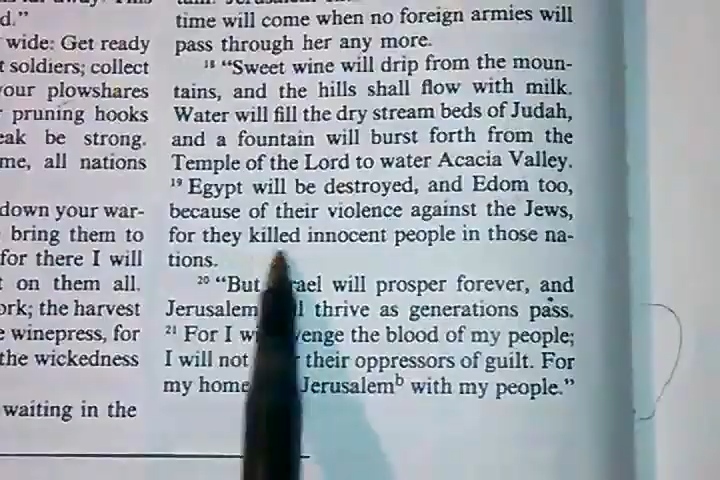 d."
wide: Get ready
soldiers; collect
your plowshares
pruning hooks
be strong.
me, all nations
down your war-
bring them to
for there I will
on them all.
the harvest
winepress, for
the wickedness
waiting in the
time will come when no foreign armies will
pass through her any more.
18 "Sweet wine will drip from the moun-
tains, and the hills shall flow with milk.
Water will fill the dry stream beds of Judah,
and a fountain will burst forth from the
Temple of the Lord to water Acacia Valley.
19 Egypt will be destroyed, and Edom too,
because of their violence against the Jews,
for they killed innocent people in those na-
tions.
20 "But will prosper forever, and
Jerusalem thrive as generations pass.
21 For I the blood of my people;
I will not their oppressors of guilt. For
my home Jerusalemb with my people."